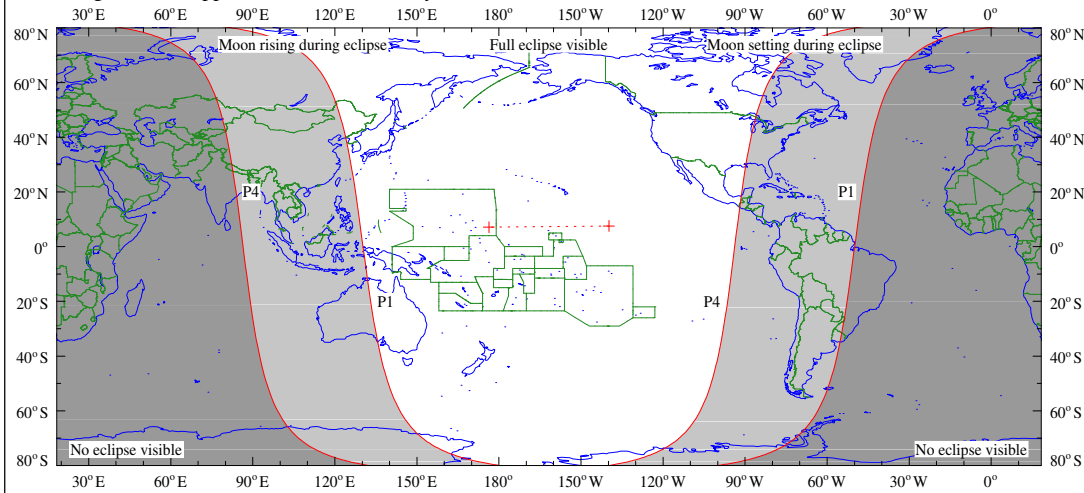 30° E 60° E 90° E 120° E 150° E 180° 150° W 120° W 90° W 60° W 30° W 0°
80° N Moon rising during eclipse Full eclipse visible Moon setting during eclipse 80° N
60° N 60° N
40° N 40° N
20° N P4 P1 20° N
0° 0°
20° S P1 P4 20° S
40° S 40° S
60° S 60° S
No eclipse visible No eclipse visible
80° S 80° S
30° E 60° E 90° E 120° E 150° E 180° 150° W 120° W 90° W 60° W 30° W 0°